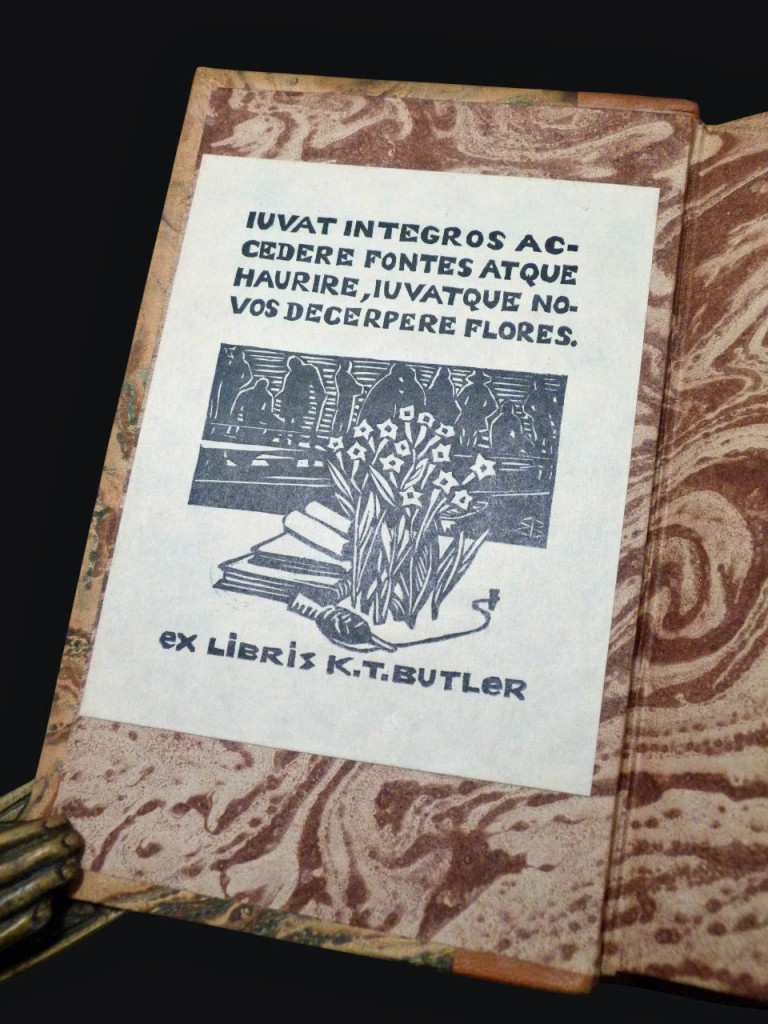 IUVAT INTEGROS AC-
CEDERE FONTES ATQUE
HAURIRE, IUVATQUE NO-
VOS DECERPERE FLORES.
ex LiBRiS K.T.BUTLeR